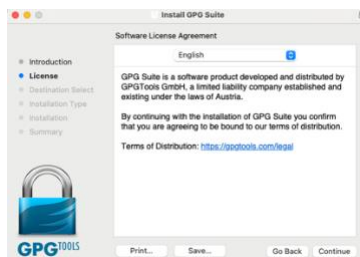 Install GPG Suite
Software License Agreement
English
Introduction
License
Destination Select
Installation Type
Installation
Summary
GPG Suite is a software product developed and distributed by
GPGTools GmbH, a limited liability company established and
existing under the laws of Austria.
By continuing with the installation of GPG Suite you confirm
that you are agreeing to be bound to our terms of distribution.
Terms of Distribution: https://gpgtools.com/legal
GPGTOOLS
Print...
Save...
Go Back
Continue